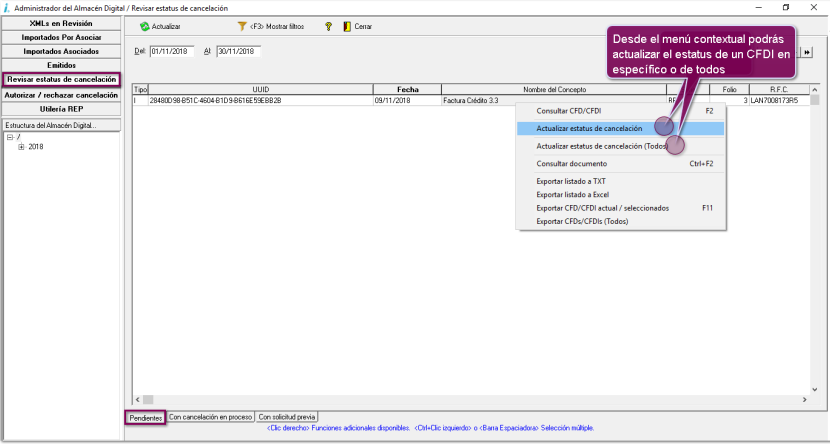 Administrador del Almacén Digital / Revisar estatus de cancelación
XMLs en Revisión
Importados Por Asociar
Importados Asociados
Emitidos
Revisar estatus de cancelación
Autorizar / rechazar cancelación
Utilería REP
Estructura del Almacén Digital...
/
2018
Actualizar
<F3> Mostrar filtros
Cerrar
Del: 01/11/2018 Al 30/11/2018
Desde el menú contextual podrás
actualizar el estatus de un CFDI en
específico o de todos
Tipo UUID Fecha Nombre del Concepto Folio R.F.C.
I 28480D98-B51C-4604-B1D9-B616E59EBB2B 09/11/2018 Factura Crédito 3.3 3 LAN7008173R5
Consultar CFD/CFDI F2
Actualizar estatus de cancelación
Actualizar estatus de cancelación (Todos)
Consultar documento Ctrl+F2
Exportar listado a TXT
Exportar listado a Excel
Exportar CFD/CFDI actual / seleccionados F11
Exportar CFDs/CFDIs (Todos)
Pendientes Con cancelación en proceso Con solicitud previa
<Clic derecho> Funciones adicionales disponibles. <Ctrl+Clic izquierdo> o <Barra Espaciadora> Selección múltiple.